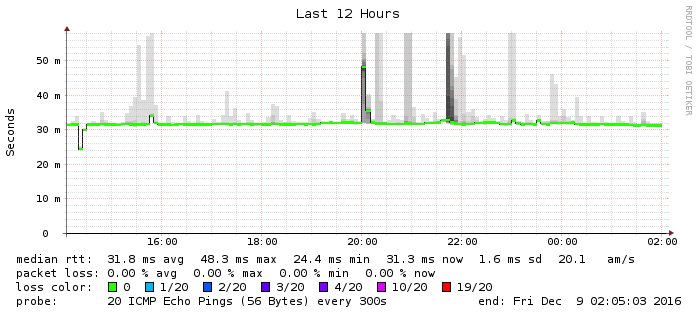 Last 12 Hours
RRDTOOL / TOBI OETIKER
Seconds
50 m
40 m
30 m
20 m
10 m
0
16:00 18:00 20:00 22:00 00:00 02:00
median rtt: 31.8 ms avg 48.3 ms max 24.4 ms min 31.3 ms now 1.6 ms sd 20.1 am/s
packet loss: 0.00 % avg 0.00 % max 0.00 % min 0.00 % now
loss color: 0 1/20 2/20 3/20 4/20 10/20 19/20
probe: 20 ICMP Echo Pings (56 Bytes) every 300s end: Fri Dec 9 02:05:03 2016